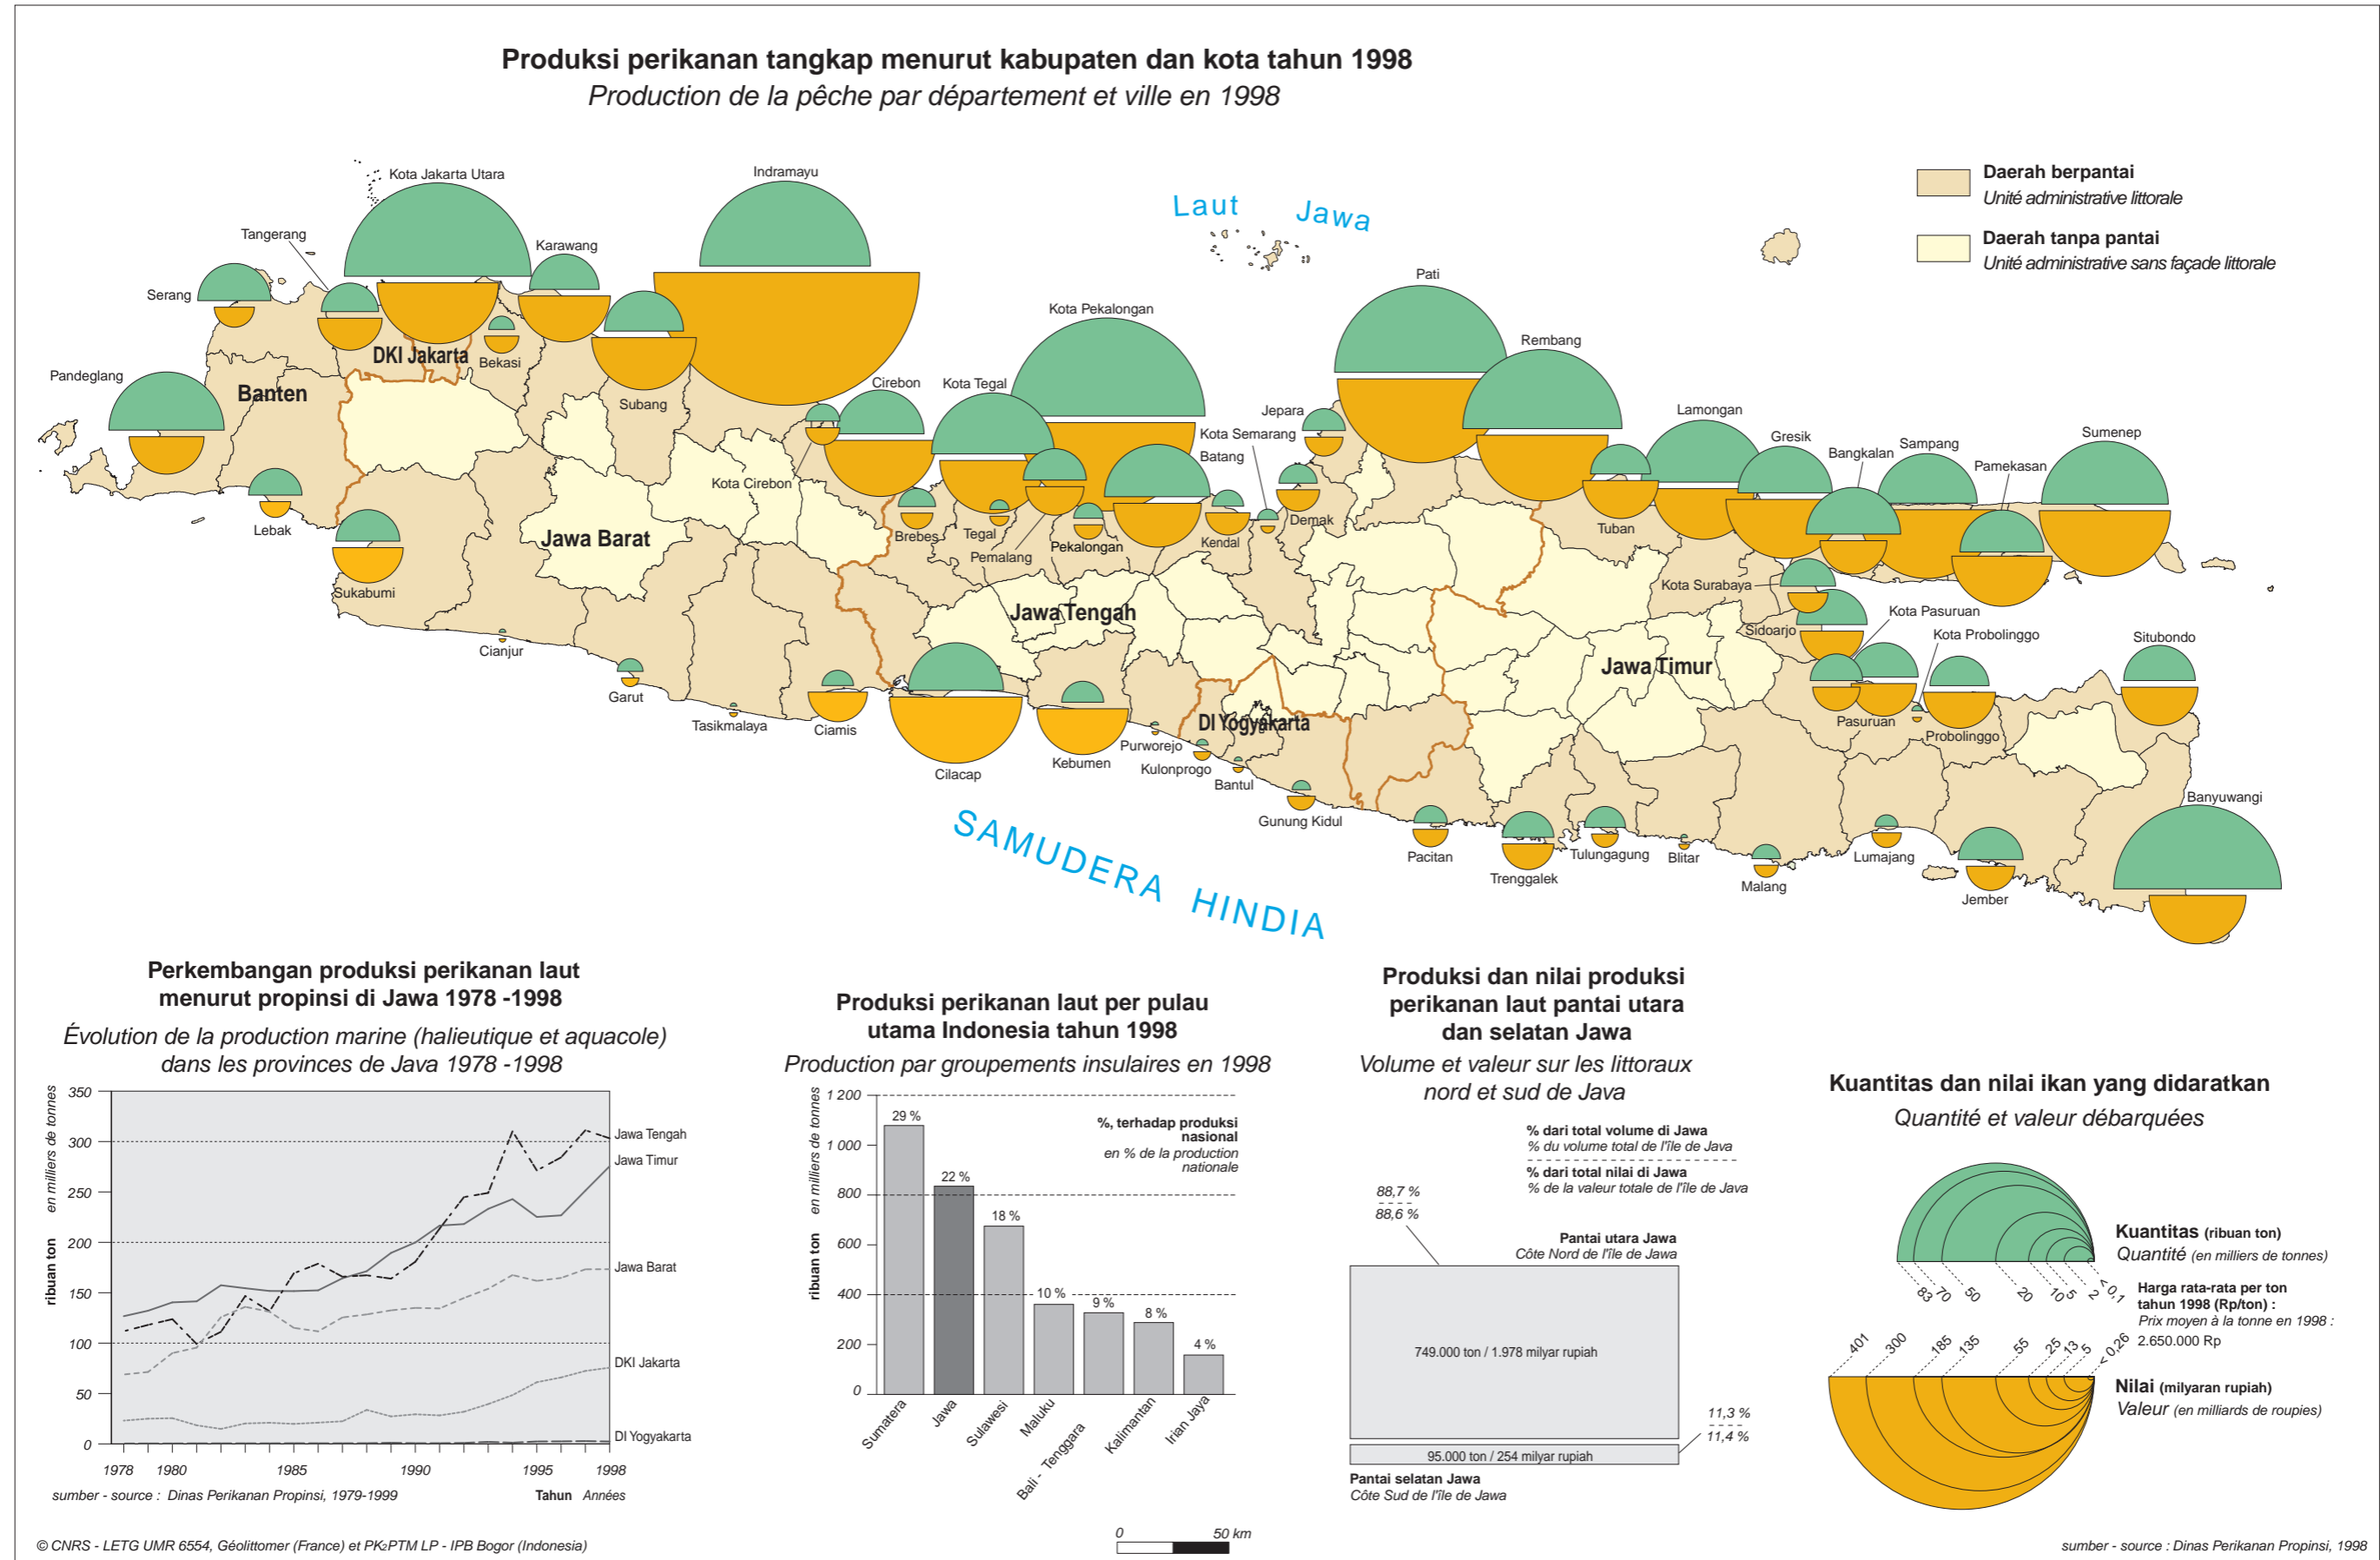 Produksi perikanan tangkap menurut kabupaten dan kota tahun 1998
Production de la pêche par département et ville en 1998
Daerah berpantai
Unité administrative littorale
Daerah tanpa pantai
Unité administrative sans façade littorale
Laut Jawa
SAMUDERA HINDIA
Kota Jakarta Utara
Indramayu
Tangerang
Karawang
Serang
DKI Jakarta
Bekasi
Pandeglang
Banten
Subang
Cirebon
Kota Tegal
Kota Pekalongan
Pati
Rembang
Jepara
Kota Semarang
Batang
Lamongan
Gresik
Bangkalan
Sampang
Pamekasan
Sumenep
Kota Cirebon
Lebak
Jawa Barat
Brebes
Tegal
Pemalang
Pekalongan
Kendal
Demak
Tuban
Sukabumi
Kota Surabaya
Jawa Tengah
Kota Pasuruan
Sidoarjo
Kota Probolinggo
Situbondo
Cianjur
Jawa Timur
Garut
Tasikmalaya
Ciamis
DI Yogyakarta
Pasuruan
Probolinggo
Purworejo
Cilacap
Kebumen
Kulonprogo
Bantul
Gunung Kidul
Banyuwangi
Pacitan
Trenggalek
Tulungagung
Blitar
Malang
Lumajang
Jember
Perkembangan produksi perikanan laut
menurut propinsi di Jawa 1978 -1998
Évolution de la production marine (halieutique et aquacole)
dans les provinces de Java 1978 -1998
ribuan ton en milliers de tonnes
350
300
250
200
150
100
50
0
Jawa Tengah
Jawa Timur
Jawa Barat
DKI Jakarta
DI Yogyakarta
1978 1980 1985 1990 1995 1998
sumber - source : Dinas Perikanan Propinsi, 1979-1999
Tahun Années
Produksi perikanan laut per pulau
utama Indonesia tahun 1998
Production par groupements insulaires en 1998
ribuan ton en milliers de tonnes
1 200
1 000
800
600
400
200
0
%, terhadap produksi
nasional
en % de la production
nationale
29 %
22 %
18 %
10 %
9 %
8 %
4 %
Sumatera
Jawa
Sulawesi
Maluku
Bali - Tenggara
Kalimantan
Irian Jaya
Produksi dan nilai produksi
perikanan laut pantai utara
dan selatan Jawa
Volume et valeur sur les littoraux
nord et sud de Java
% dari total volume di Jawa
% du volume total de l'île de Java
% dari total nilai di Jawa
% de la valeur totale de l'île de Java
88,7 %
88,6 %
Pantai utara Jawa
Côte Nord de l'île de Jawa
749.000 ton / 1.978 milyar rupiah
11,3 %
11,4 %
95.000 ton / 254 milyar rupiah
Pantai selatan Jawa
Côte Sud de l'île de Jawa
Kuantitas dan nilai ikan yang didaratkan
Quantité et valeur débarquées
Kuantitas (ribuan ton)
Quantité (en milliers de tonnes)
83 70 50 20 10 5 2 < 0,1
Harga rata-rata per ton
tahun 1998 (Rp/ton) :
Prix moyen à la tonne en 1998 :
2.650.000 Rp
401 300 185 135 55 25 13 5 < 0,26
Nilai (milyaran rupiah)
Valeur (en milliards de roupies)
0 50 km
© CNRS - LETG UMR 6554, Géolittomer (France) et PK2PTM LP - IPB Bogor (Indonesia)
sumber - source : Dinas Perikanan Propinsi, 1998